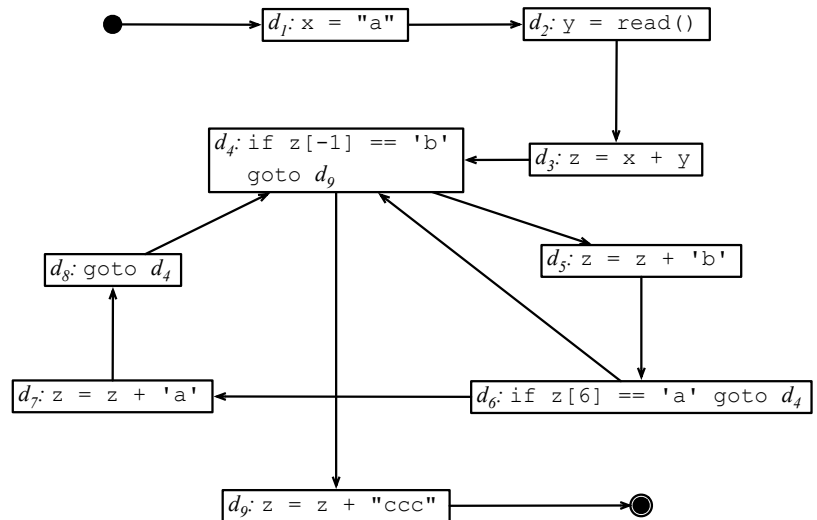 d1: x = "a"
d2: y = read()
d4: if z[-1] == 'b'
goto d9
d3: z = x + y
d8: goto d4
d5: z = z + 'b'
d7: z = z + 'a'
d6: if z[6] == 'a' goto d4
d9: z = z + "ccc"